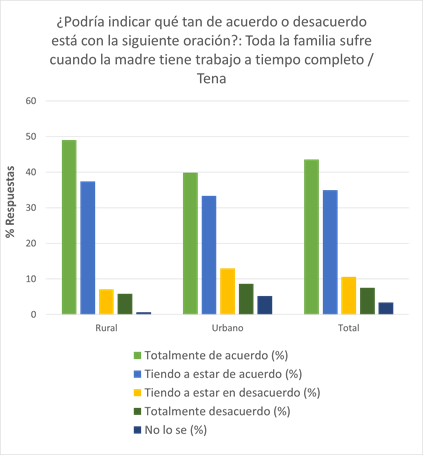 ¿Podría indicar qué tan de acuerdo o desacuerdo
está con la siguiente oración?: Toda la familia sufre
cuando la madre tiene trabajo a tiempo completo /
Tena
% Respuestas
60
50
40
30
20
10
0
Rural
Urbano
Total
Totalmente de acuerdo (%)
Tiendo a estar de acuerdo (%)
Tiendo a estar en desacuerdo (%)
Totalmente desacuerdo (%)
No lo se (%)